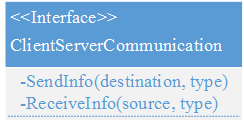 <<Interface>>
ClientServerCommunication
-SendInfo(destination, type)
-ReceiveInfo(source, type)